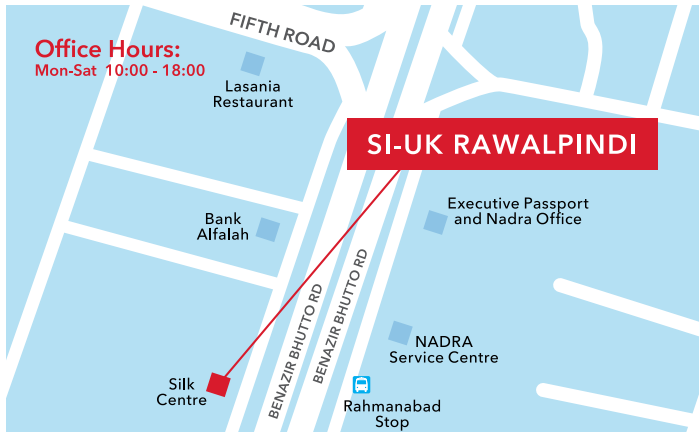 FIFTH ROAD
Office Hours:
Mon-Sat 10:00 - 18:00
Lasania
Restaurant
SI-UK RAWALPINDI
Executive Passport
and Nadra Office
Bank
Alfalah
BENAZIR BHUTTO RD
BENAZIR BHUTTO RD
NADRA
Service Centre
Silk
Centre
Rahmanabad
Stop